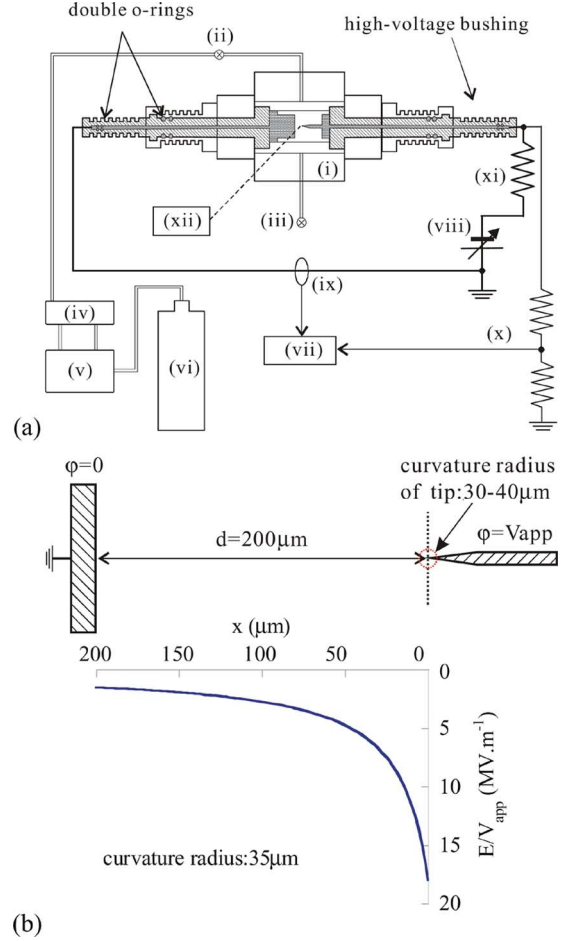 (a)
double o-rings
(ii)
high-voltage bushing
(i)
(xi)
(xii)
(iii)
(viii)
(ix)
(iv)
(x)
(v)
(vi)
(vii)
(a)
φ=0
curvature radius
of tip:30-40μm
d=200μm
φ=Vapp
x (μm)
200
150
100
50
0
0
5
10
15
20
E/Vapp (MV.m-1)
curvature radius:35μm
(b)